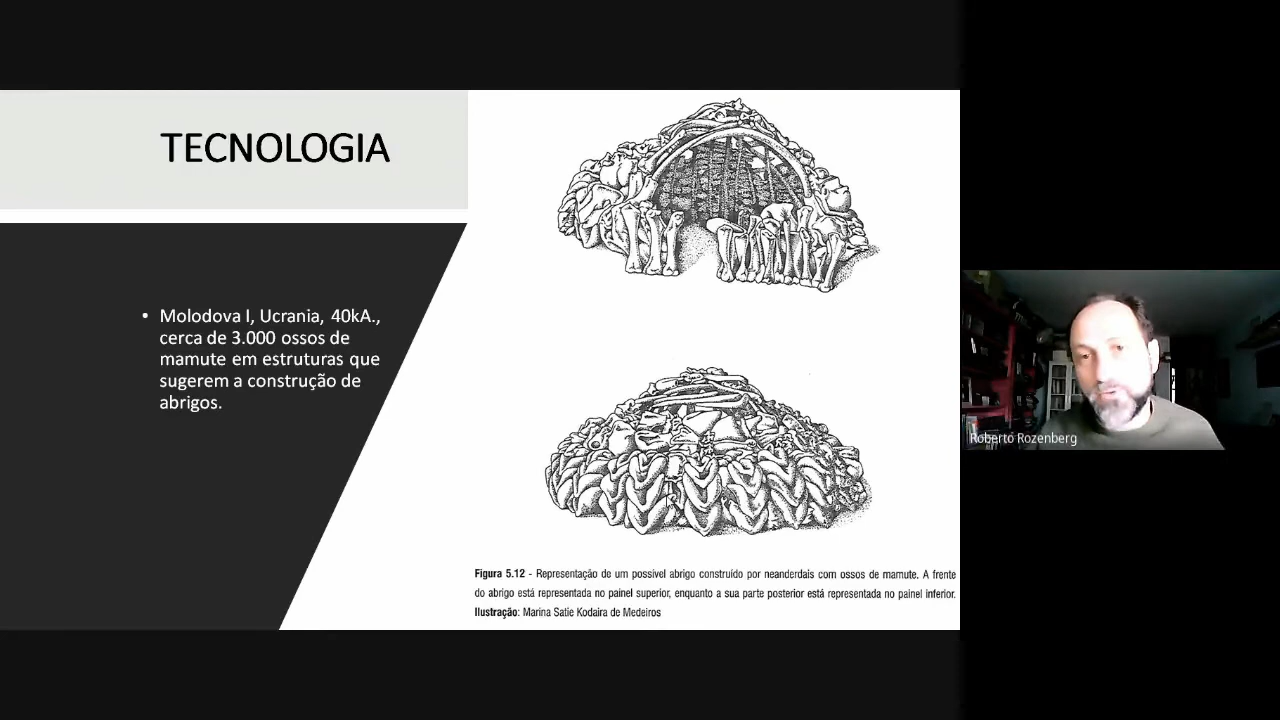 TECNOLOGIA
• Molodova I, Ucrania, 40kA.,
cerca de 3.000 ossos de
mamute em estruturas que
sugerem a construção de
abrigos.
Figura 5.12 - Representação de um possível abrigo construído por neanderdais com ossos de mamute. A frente
do abrigo está representada no painel superior, enquanto a sua parte posterior está representada no painel inferior.
Ilustração: Marina Satie Kodaira de Medeiros
Roberto Rozenberg